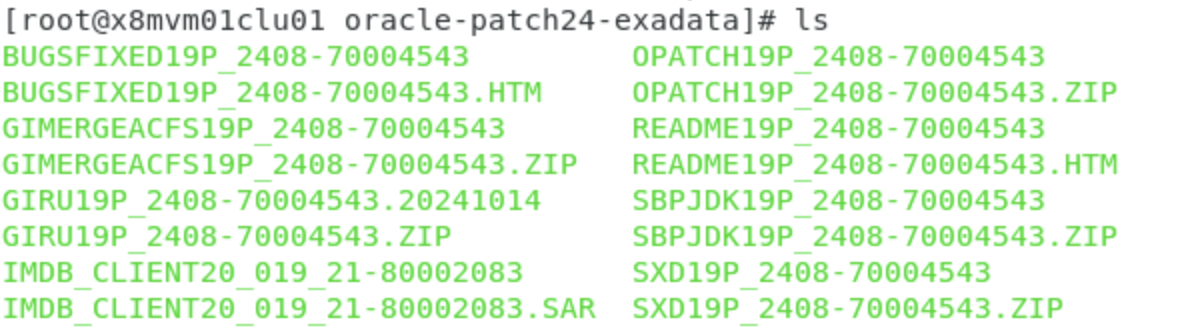 [root@x8mvm01clu01 oracle-patch24-exadata]# ls
BUGSFIXED19P_2408-70004543 OPATCH19P_2408-70004543
BUGSFIXED19P_2408-70004543.HTM OPATCH19P_2408-70004543.ZIP
GIMERGEACFS19P_2408-70004543 README19P_2408-70004543
GIMERGEACFS19P_2408-70004543.ZIP README19P_2408-70004543.HTM
GIRU19P_2408-70004543.20241014 SBPJDK19P_2408-70004543
GIRU19P_2408-70004543.ZIP SBPJDK19P_2408-70004543.ZIP
IMDB_CLIENT20_019_21-80002083 SXD19P_2408-70004543
IMDB_CLIENT20_019_21-80002083.SAR SXD19P_2408-70004543.ZIP